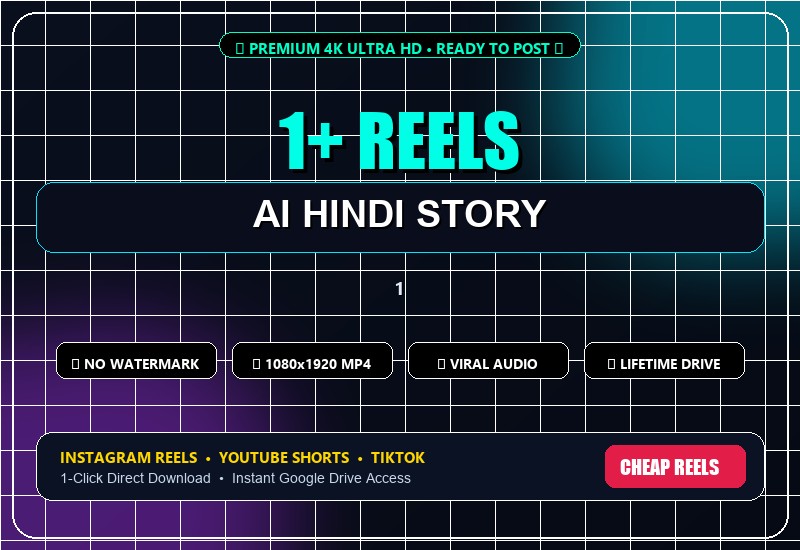 ▯ PREMIUM 4K ULTRA HD • READY TO POST ▯
1+ REELS
AI HINDI STORY
1
▯ NO WATERMARK
▯ 1080x1920 MP4
▯ VIRAL AUDIO
▯ LIFETIME DRIVE
INSTAGRAM REELS • YOUTUBE SHORTS • TIKTOK
1-Click Direct Download • Instant Google Drive Access
CHEAP REELS